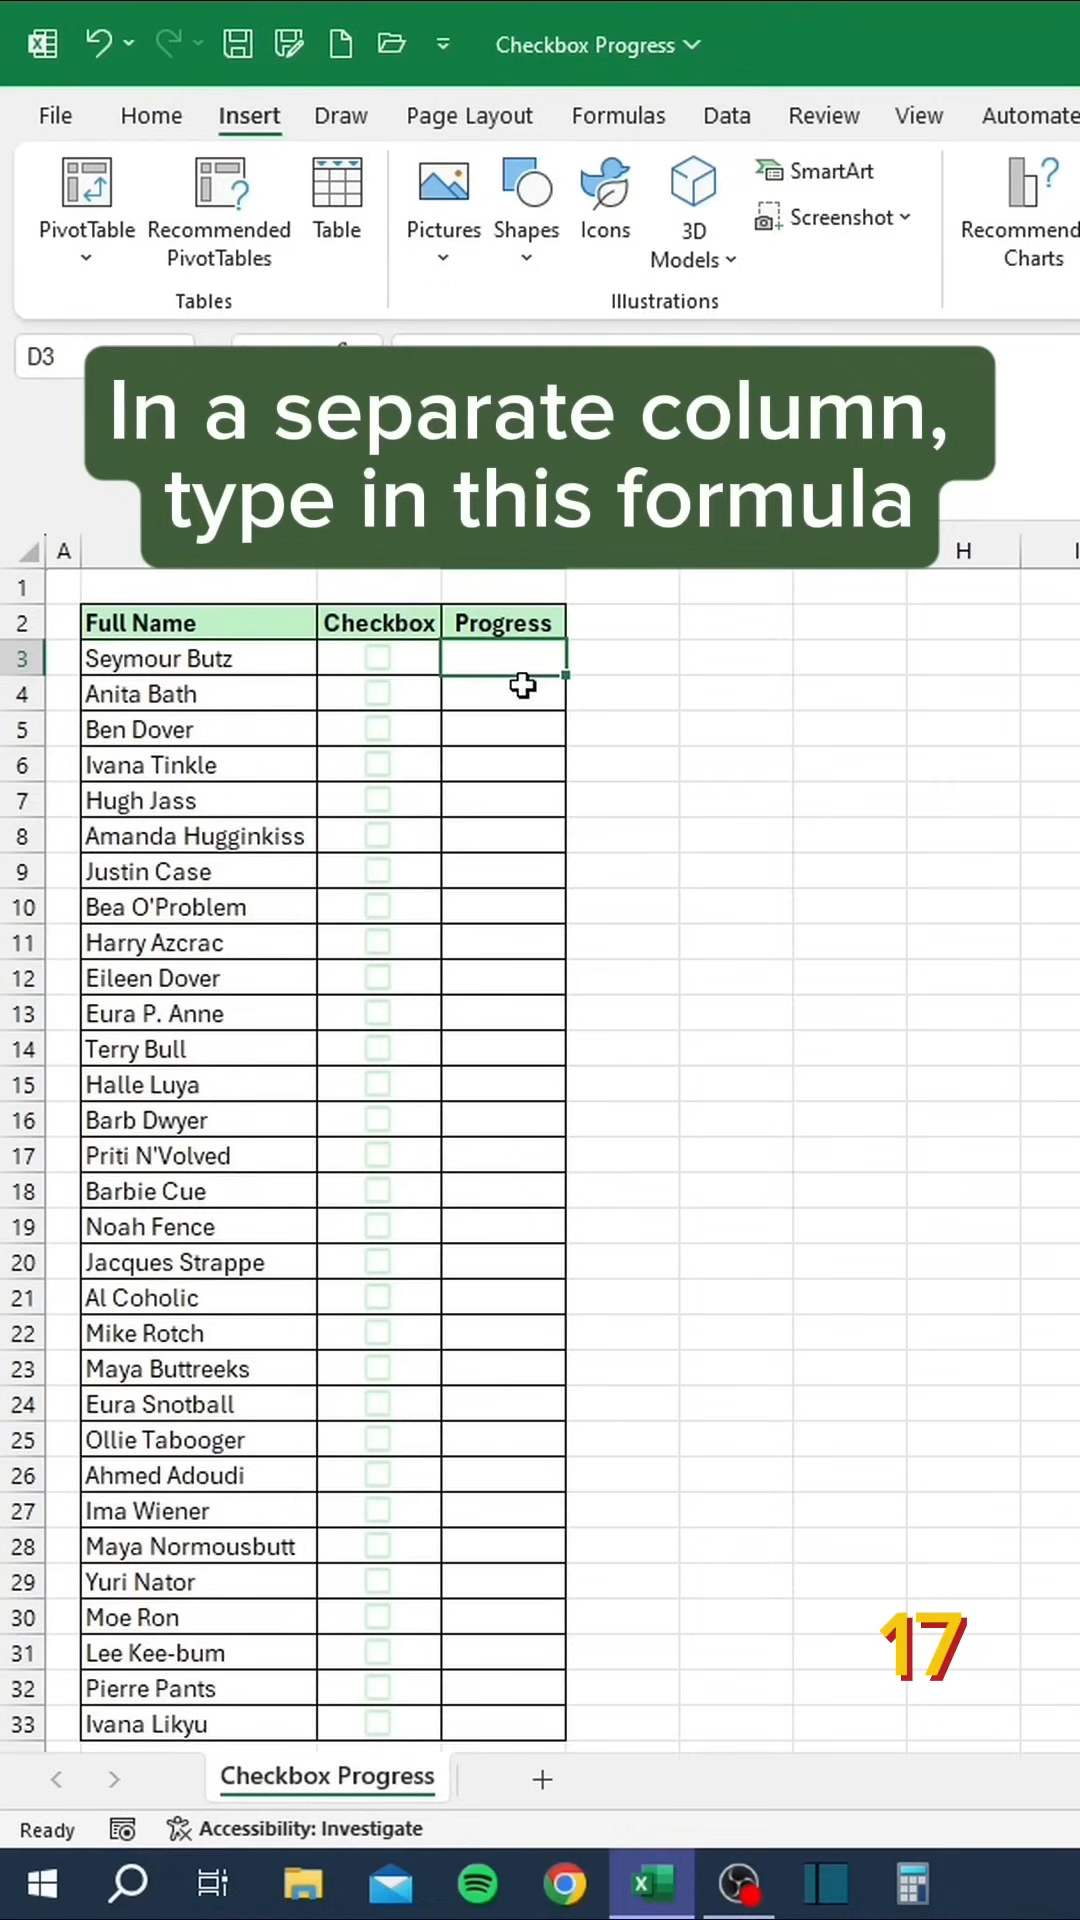 Checkbox Progress
File Home Insert Draw Page Layout Formulas Data Review View Automate
PivotTable
Recommended PivotTables
Table
Pictures
Shapes
Icons
3D Models
SmartArt
Screenshot
Charts
Tables
Illustrations
D3
In a separate column,
type in this formula
A H
1
2 Full Name Checkbox Progress
3 Seymour Butz
4 Anita Bath
5 Ben Dover
6 Ivana Tinkle
7 Hugh Jass
8 Amanda Hugginkiss
9 Justin Case
10 Bea O'Problem
11 Harry Azcrac
12 Eileen Dover
13 Eura P. Anne
14 Terry Bull
15 Halle Luya
16 Barb Dwyer
17 Priti N'Volved
18 Barbie Cue
19 Noah Fence
20 Jacques Strappe
21 Al Coholic
22 Mike Rotch
23 Maya Buttreeks
24 Eura Snotball
25 Ollie Tabooger
26 Ahmed Adoudi
27 Ima Wiener
28 Maya Normousbutt
29 Yuri Nator
30 Moe Ron
31 Lee Kee-bum
32 Pierre Pants
33 Ivana Likyu
17
Checkbox Progress
Ready
Accessibility: Investigate